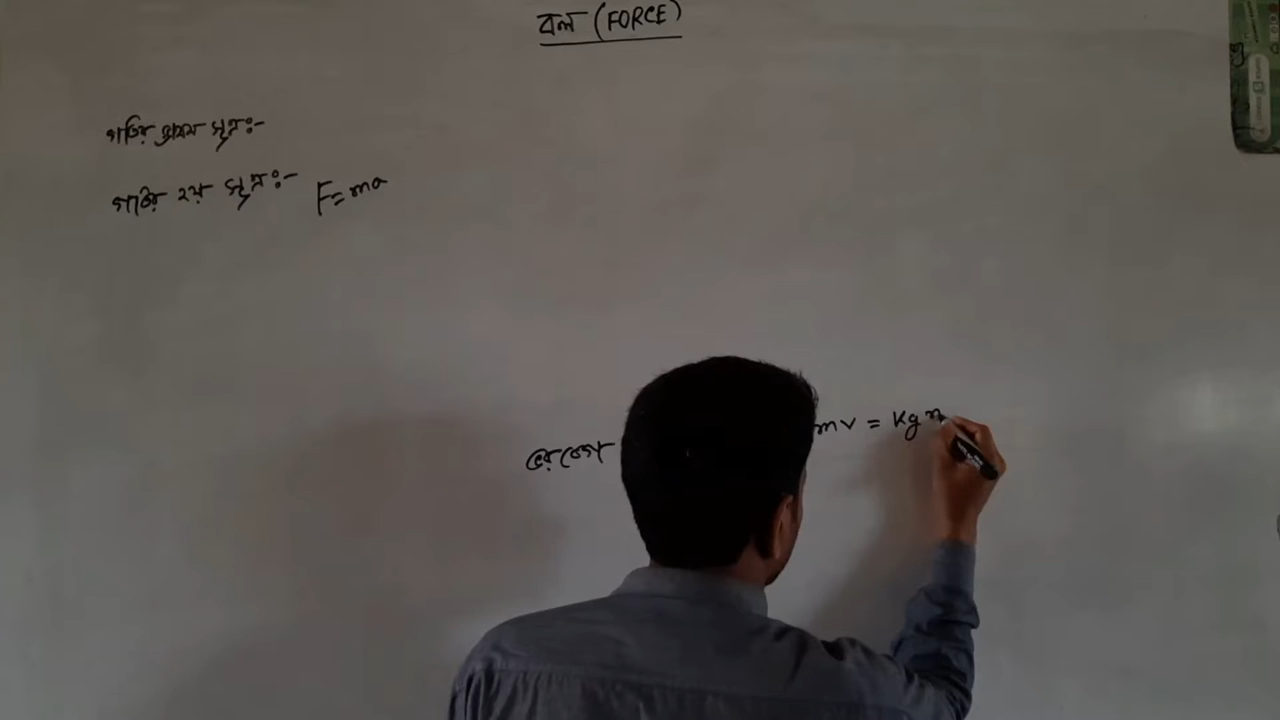 বল (FORCE)
গতির প্রথম সূত্রঃ-
গতির ২য় সূত্রঃ- F=ma
ভরবেগ mv = kg m